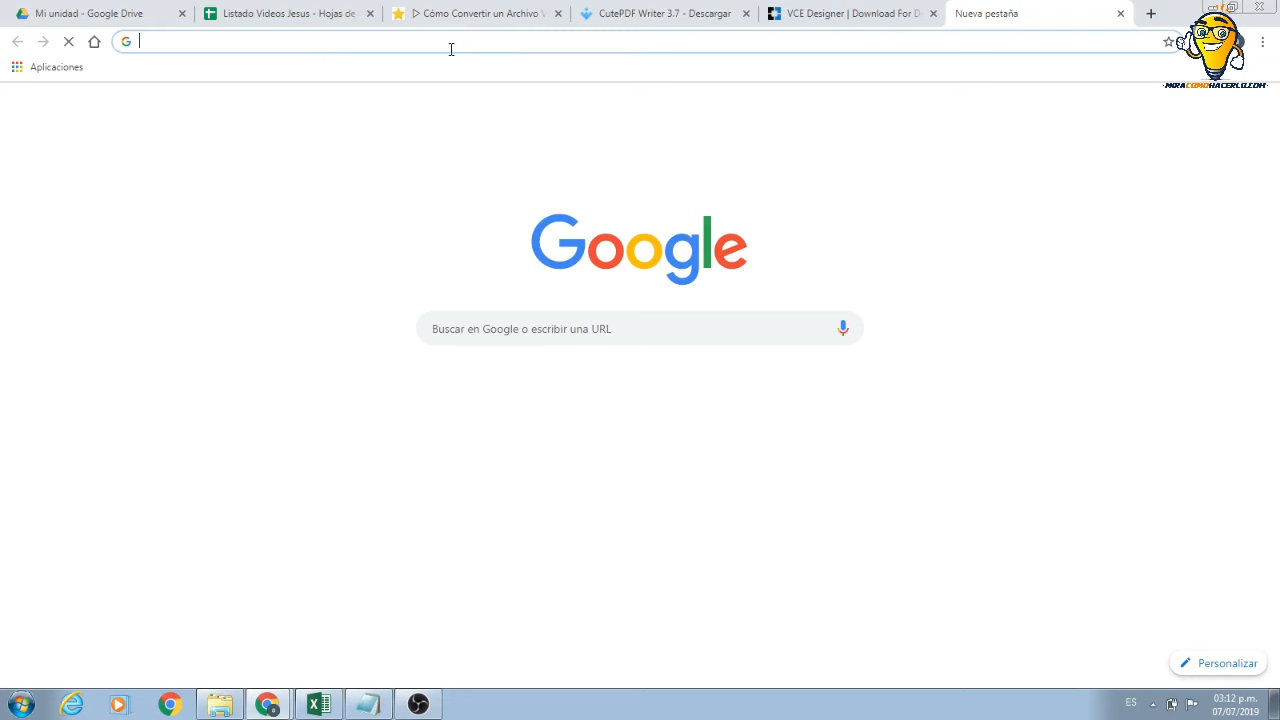 Mi unidad - Google Drive
Listado Videos Jesus - Hojas de
▷ Cómo Convertir un Archivo V
CutePDF Writer 3.7 - Descargar
VCE Designer | Download For D
Nueva pestaña
Aplicaciones
MIRACOMOHACERLO.COM
Google
Buscar en Google o escribir una URL
Personalizar
ES
03:12 p.m.
07/07/2019